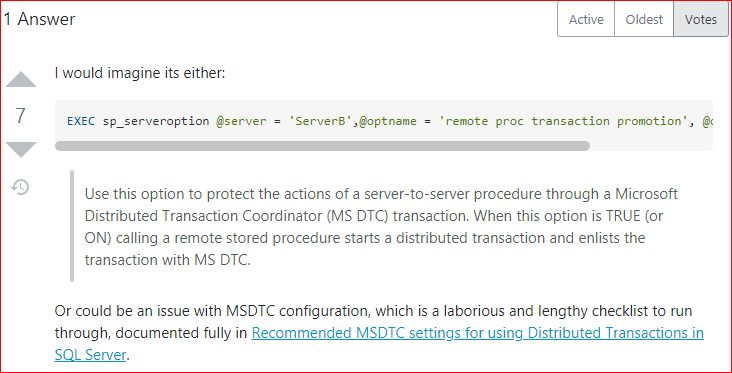 1 Answer
Active Oldest Votes
I would imagine its either:
7
EXEC sp_serveroption @server = 'ServerB',@optname = 'remote proc transaction promotion',
Use this option to protect the actions of a server-to-server procedure through a Microsoft
Distributed Transaction Coordinator (MS DTC) transaction. When this option is TRUE (or
ON) calling a remote stored procedure starts a distributed transaction and enlists the
transaction with MS DTC.
Or could be an issue with MSDTC configuration, which is a laborious and lengthy checklist to run
through, documented fully in Recommended MSDTC settings for using Distributed Transactions in
SQL Server.